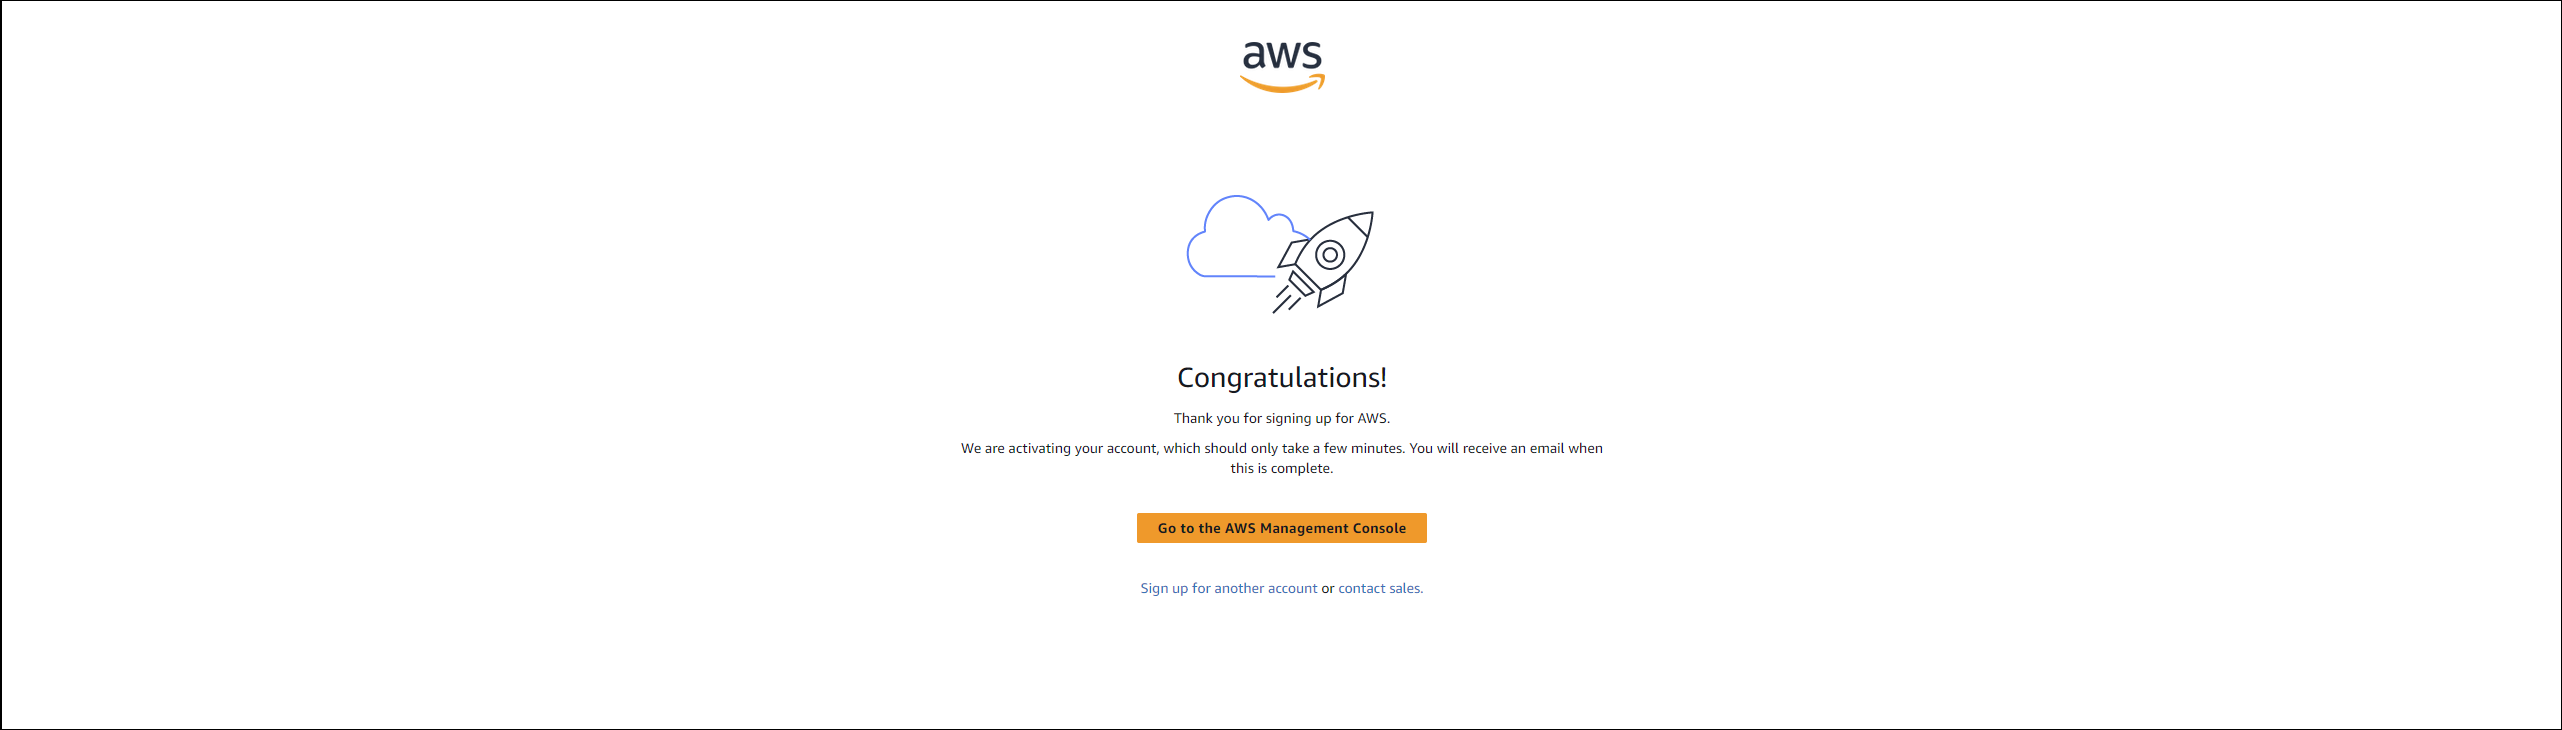 aws
Congratulations!
Thank you for signing up for AWS.
We are activating your account, which should only take a few minutes. You will receive an email when
this is complete.
Go to the AWS Management Console
Sign up for another account or contact sales.